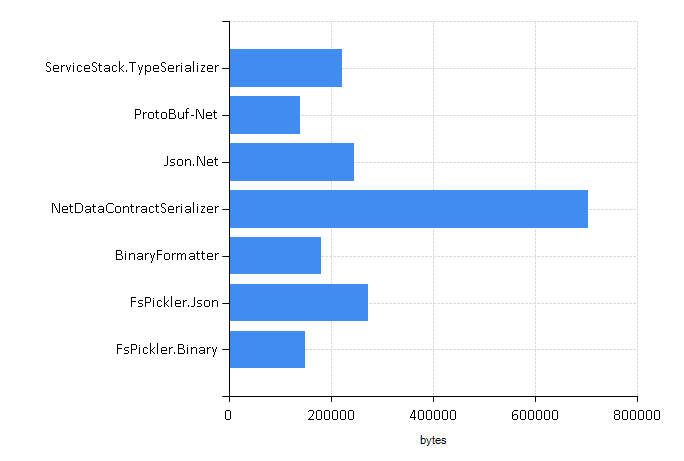 ServiceStack.TypeSerializer
ProtoBuf-Net
Json.Net
NetDataContractSerializer
BinaryFormatter
FsPickler.Json
FsPickler.Binary
0 200000 400000 600000 800000
bytes